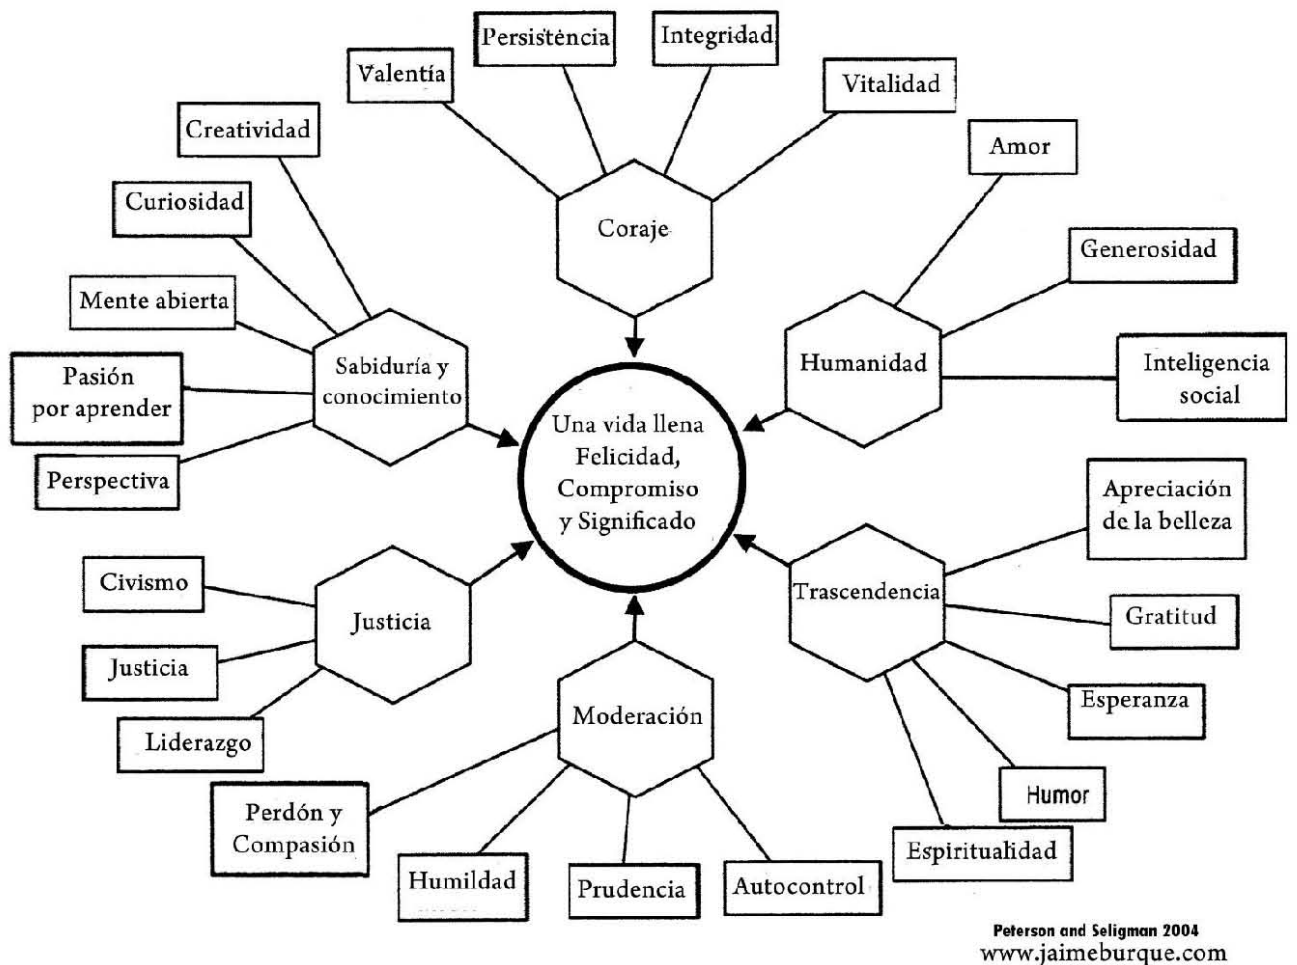 Persisténcia
Integridad
Valentía
Vitalidad
Creatividad
Amor
Curiosidad
Coraje
Generosidad
Mente abierta
Sabiduría y
conocimiento
Humanidad
Inteligencia
social
Pasión
por aprender
Perspectiva
Una vida llena
Felicidad,
Compromiso
y Significado
Apreciación
de la belleza
Civismo
Justicia
Trascendencia
Gratitud
Justicia
Esperanza
Liderazgo
Moderación
Humor
Perdón y
Compasión
Espiritualidad
Humildad
Prudencia
Autocontrol
Peterson and Seligman 2004
www.jaimeburque.com